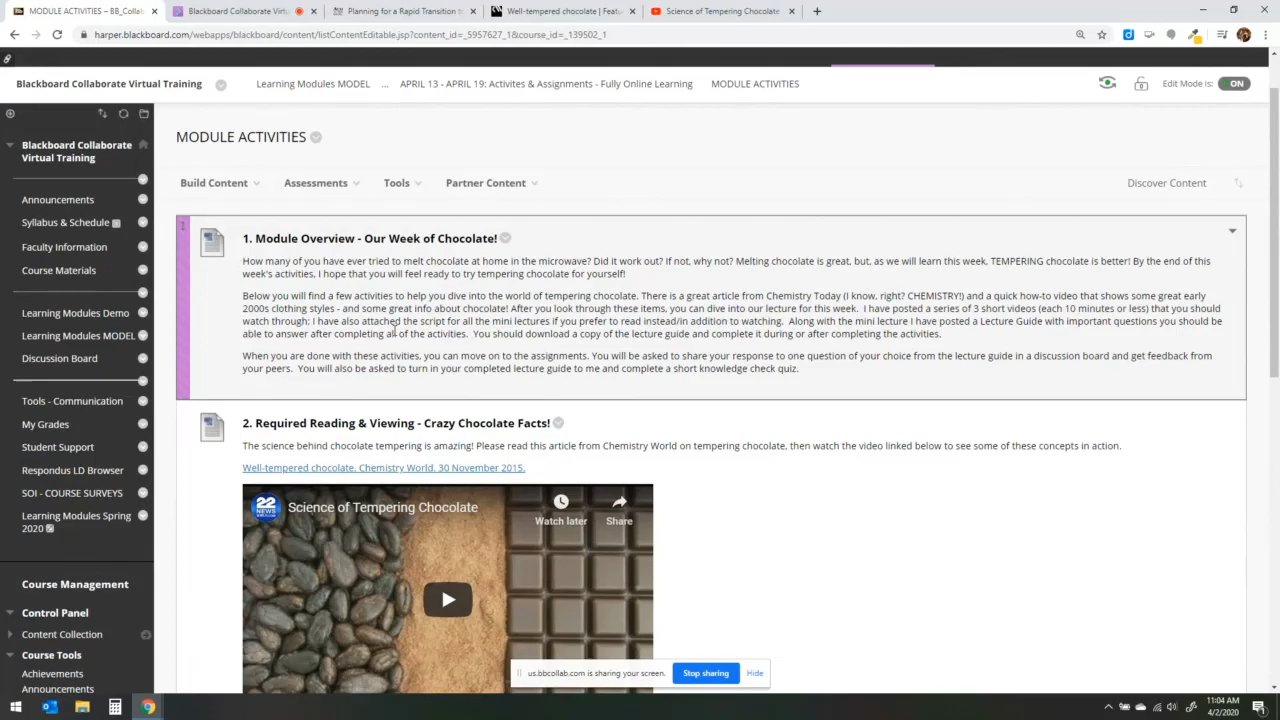 MODULE ACTIVITIES – BB_Collab
Blackboard Collaborate Virtu
Planning for a Rapid Transition t
Well-tempered chocolate | Featu
Science of Tempering Chocolate
harper.blackboard.com/webapps/blackboard/content/listContentEditable.jsp?content_id=_5957627_1&course_id=_139502_1
Blackboard Collaborate Virtual Training
Learning Modules MODEL ... APRIL 13 - APRIL 19: Activites & Assignments - Fully Online Learning MODULE ACTIVITIES
Edit Mode is: ON
Blackboard Collaborate
Virtual Training
Announcements
Syllabus & Schedule
Faculty Information
Course Materials
Learning Modules Demo
Learning Modules MODEL
Discussion Board
Tools - Communication
My Grades
Student Support
Respondus LD Browser
SOI - COURSE SURVEYS
Learning Modules Spring
2020
Course Management
Control Panel
Content Collection
Course Tools
Achievements
Announcements
MODULE ACTIVITIES
Build Content
Assessments
Tools
Partner Content
Discover Content
1. Module Overview - Our Week of Chocolate!
How many of you have ever tried to melt chocolate at home in the microwave? Did it work out? If not, why not? Melting chocolate is great, but, as we will learn this week, TEMPERING chocolate is better! By the end of this
week's activities, I hope that you will feel ready to try tempering chocolate for yourself!
Below you will find a few activities to help you dive into the world of tempering chocolate. There is a great article from Chemistry Today (I know, right? CHEMISTRY!) and a quick how-to video that shows some great early
2000s clothing styles - and some great info about chocolate! After you look through these items, you can dive into our lecture for this week. I have posted a series of 3 short videos (each 10 minutes or less) that you should
watch through; I have also attached the script for all the mini lectures if you prefer to read instead/in addition to watching. Along with the mini lecture I have posted a Lecture Guide with important questions you should be
able to answer after completing all of the activities. You should download a copy of the lecture guide and complete it during or after completing the activities.
When you are done with these activities, you can move on to the assignments. You will be asked to share your response to one question of your choice from the lecture guide in a discussion board and get feedback from
your peers. You will also be asked to turn in your completed lecture guide to me and complete a short knowledge check quiz.
2. Required Reading & Viewing - Crazy Chocolate Facts!
The science behind chocolate tempering is amazing! Please read this article from Chemistry World on tempering chocolate, then watch the video linked below to see some of these concepts in action.
Well-tempered chocolate. Chemistry World. 30 November 2015.
22
NEWS
Science of Tempering Chocolate
Watch later
Share
us.bbcollab.com is sharing your screen.
Stop sharing
Hide
11:04 AM
4/2/2020